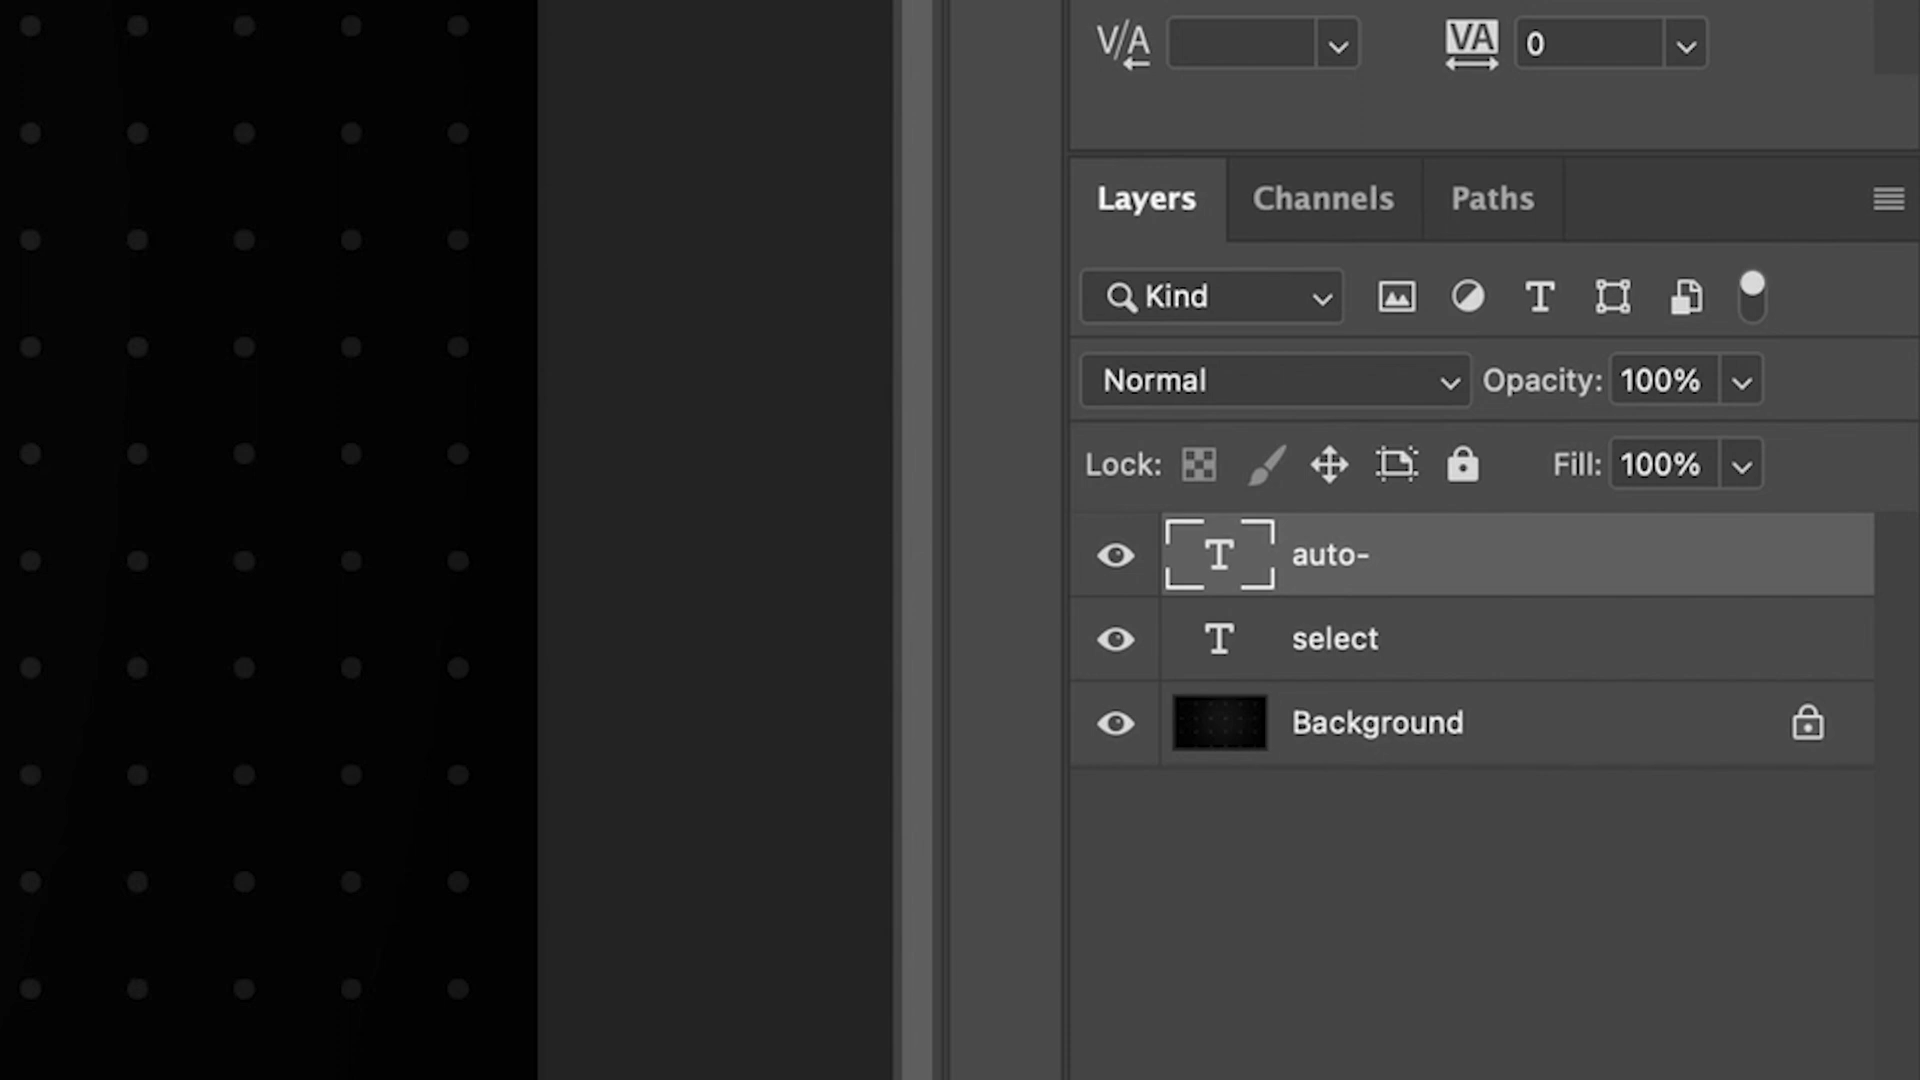 V/A VA 0
Layers Channels Paths
Kind T
Normal Opacity: 100%
Lock: Fill: 100%
T auto-
T select
Background